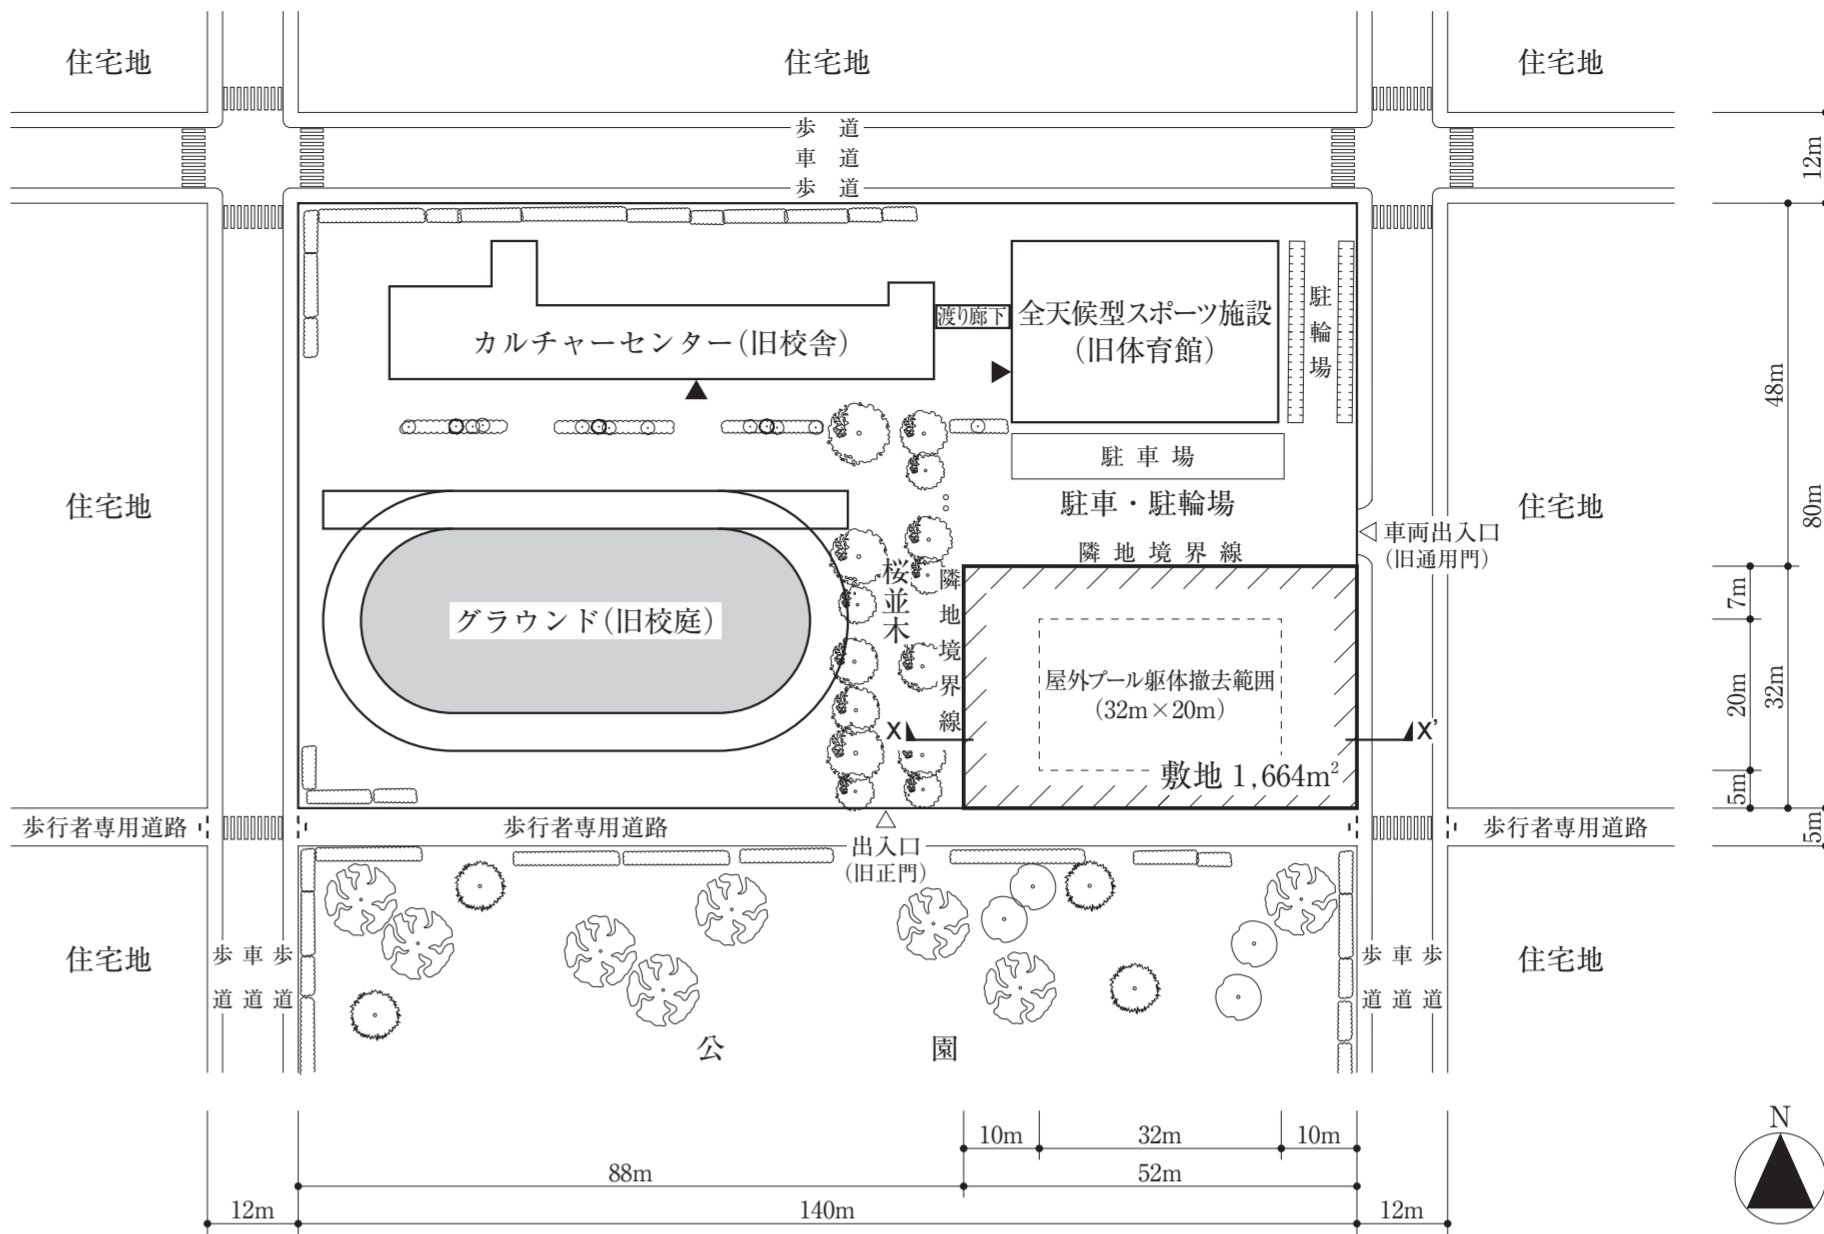 住宅地
住宅地
住宅地
歩道
車道
歩道
12m
カルチャーセンター(旧校舎)
渡り廊下
全天候型スポーツ施設
(旧体育館)
駐輪場
48m
80m
駐車場
駐車・駐輪場
住宅地
住宅地
◁車両出入口
(旧通用門)
隣地境界線
桜並木
隣地境界線
グラウンド(旧校庭)
屋外プール躯体撤去範囲
(32m×20m)
X
X'
敷地 1,664m²
7m
20m
32m
5m
5m
歩行者専用道路
歩行者専用道路
歩行者専用道路
△
出入口
(旧正門)
住宅地
歩道
車道
歩道
歩道
車道
歩道
住宅地
公園
10m
32m
10m
88m
52m
12m
140m
12m
N